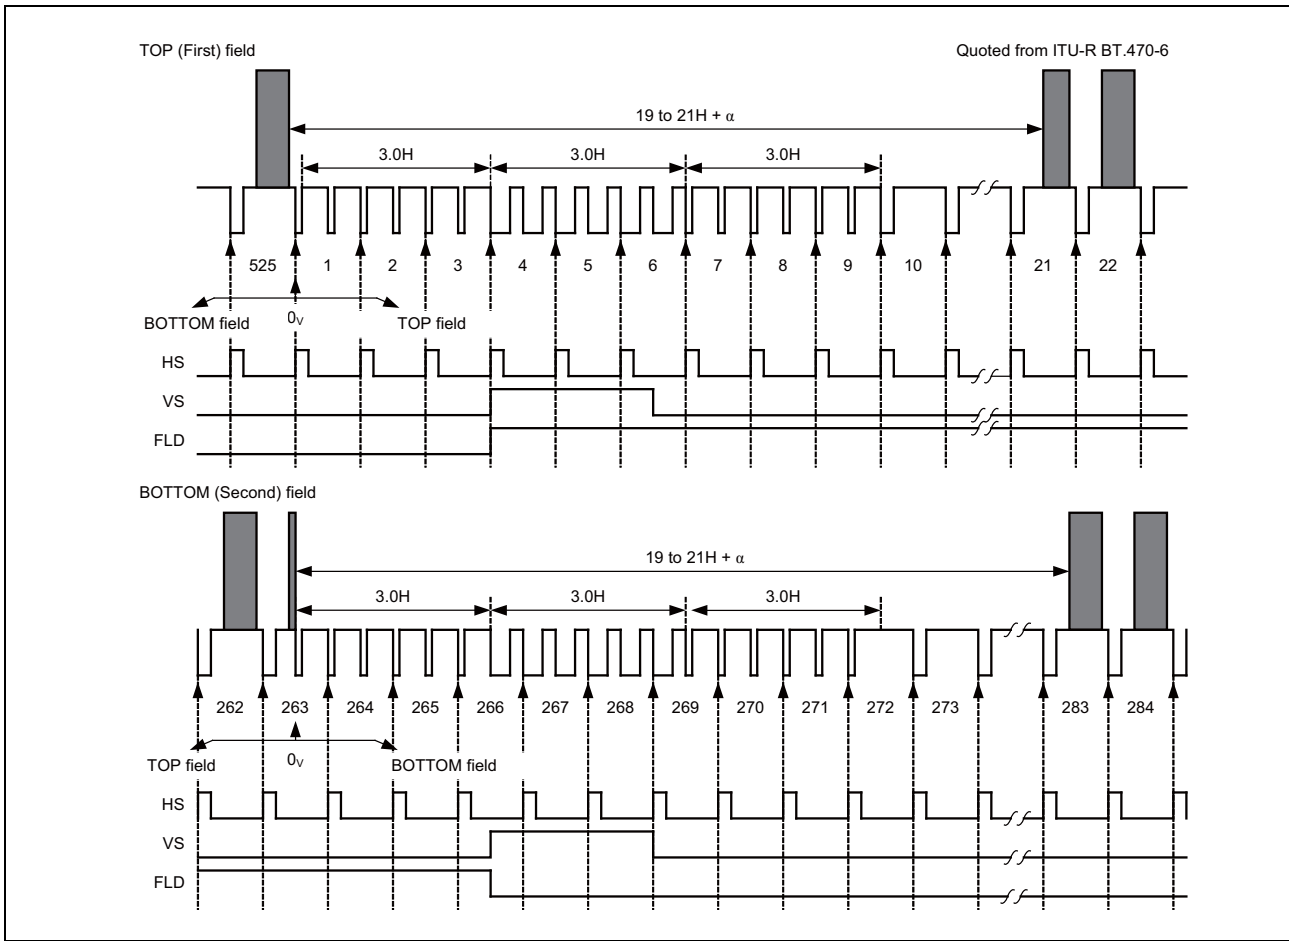 TOP (First) field
Quoted from ITU-R BT.470-6
19 to 21H + α
3.0H 3.0H 3.0H
525 1 2 3 4 5 6 7 8 9 10 21 22
0V
BOTTOM field TOP field
HS
VS
FLD
BOTTOM (Second) field
19 to 21H + α
3.0H 3.0H 3.0H
262 263 264 265 266 267 268 269 270 271 272 273 283 284
0V
TOP field BOTTOM field
HS
VS
FLD